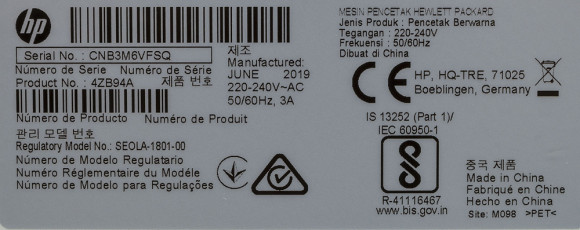 hp
Serial No. : CNB3M6VFSQ
Número de Serie Numéro de Série
Product No. : 4ZB94A 제품 번호
Número de Producto Número de Produit
관리 모델 번호
Regulatory Model No.: SEOLA-1801-00
Número de Modelo Regulatario
Numéro Réglementaire du Modéle
Número de Modelo para Regulações
제조
Manufactured:
JUNE 2019
220-240V~AC
50/60Hz, 3A
MESIN PENCETAK HEWLETT PACKARD
Jenis Produk : Pencetak Berwarna
Tegangan : 220-240V
Frekuensi : 50/60Hz
Dibuat di Cina
CE HP, HQ-TRE, 71025
Boeblingen, Germany
IS 13252 (Part 1)/
IEC 60950-1
R-41116467
www.bis.gov.in
중국 제품
Made in China
Fabriqué en Chine
Hecho en China
Site: M098 >PET<